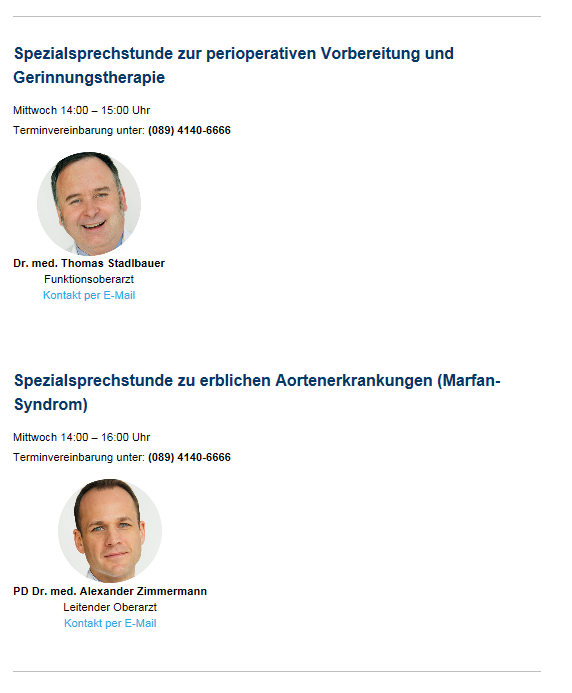 Spezialsprechstunde zur perioperativen Vorbereitung und
Gerinnungstherapie
Mittwoch 14:00 – 15:00 Uhr
Terminvereinbarung unter: (089) 4140-6666
Dr. med. Thomas Stadlbauer
Funktionsoberarzt
Kontakt per E-Mail
Spezialsprechstunde zu erblichen Aortenerkrankungen (Marfan-
Syndrom)
Mittwoch 14:00 – 16:00 Uhr
Terminvereinbarung unter: (089) 4140-6666
PD Dr. med. Alexander Zimmermann
Leitender Oberarzt
Kontakt per E-Mail